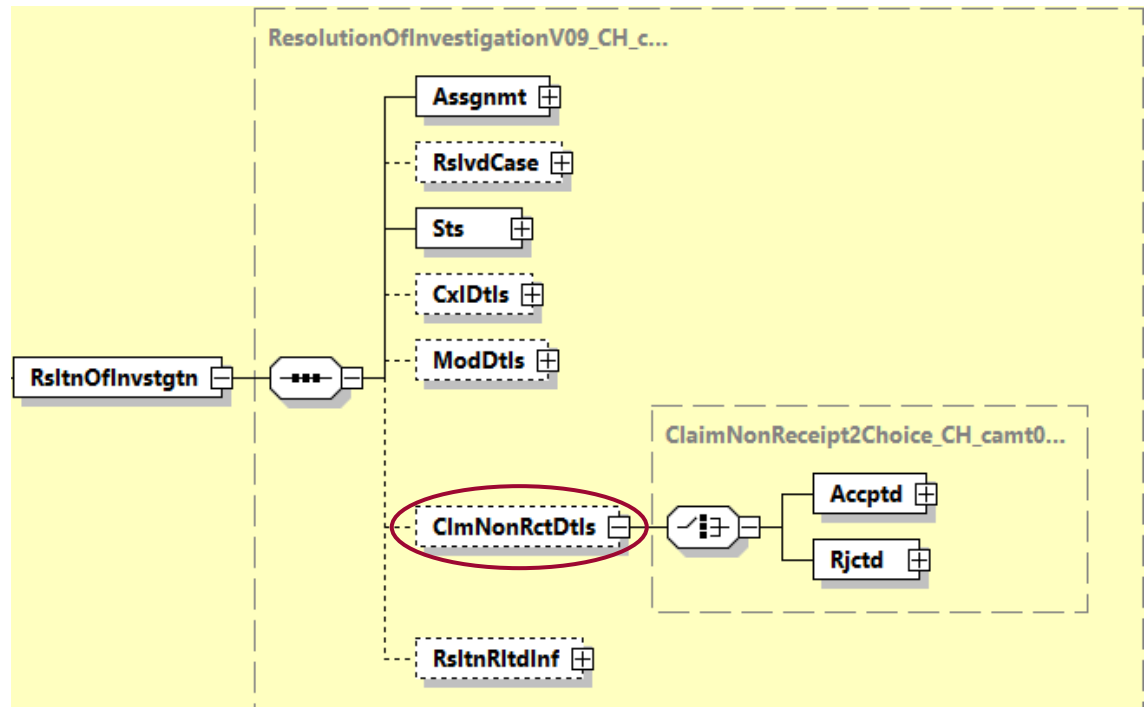 ResolutionOfInvestigationV09_CH_c...
Assgnmt
RslvdCase
Sts
CxlDtls
ModDtls
RsltnOfInvstgtn
ClaimNonReceipt2Choice_CH_camt0...
Accptd
ClmNonRctDtls
Rjctd
RsltnRltdInf